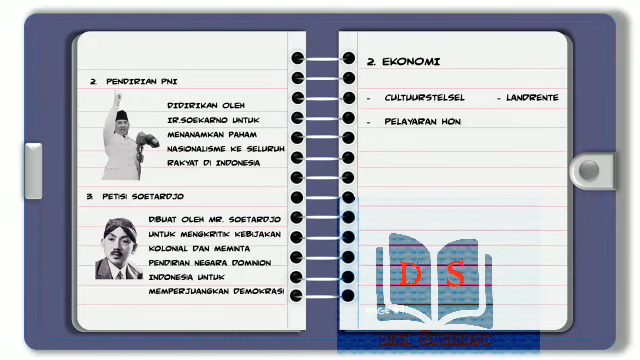 2. PENDIRIAN PNI
DIDIRIKAN OLEH
IR.SOEKARNO UNTUK
MENANAMKAN PAHAM
NASIONALISME KE SELURUH
RAKYAT DI INDONESIA
3. PETISI SOETARDJO
DIBUAT OLEH MR. SOETARDJO
UNTUK MENGKRITIK KEBIJAKAN
KOLONIAL DAN MEMINTA
PENDIRIAN NEGARA DOMINION
INDONESIA UNTUK
MEMPERJUANGKAN DEMOKRASI
2. EKONOMI
- CULTUURSTELSEL - LANDRENTE
- PELAYARAN HON
D S